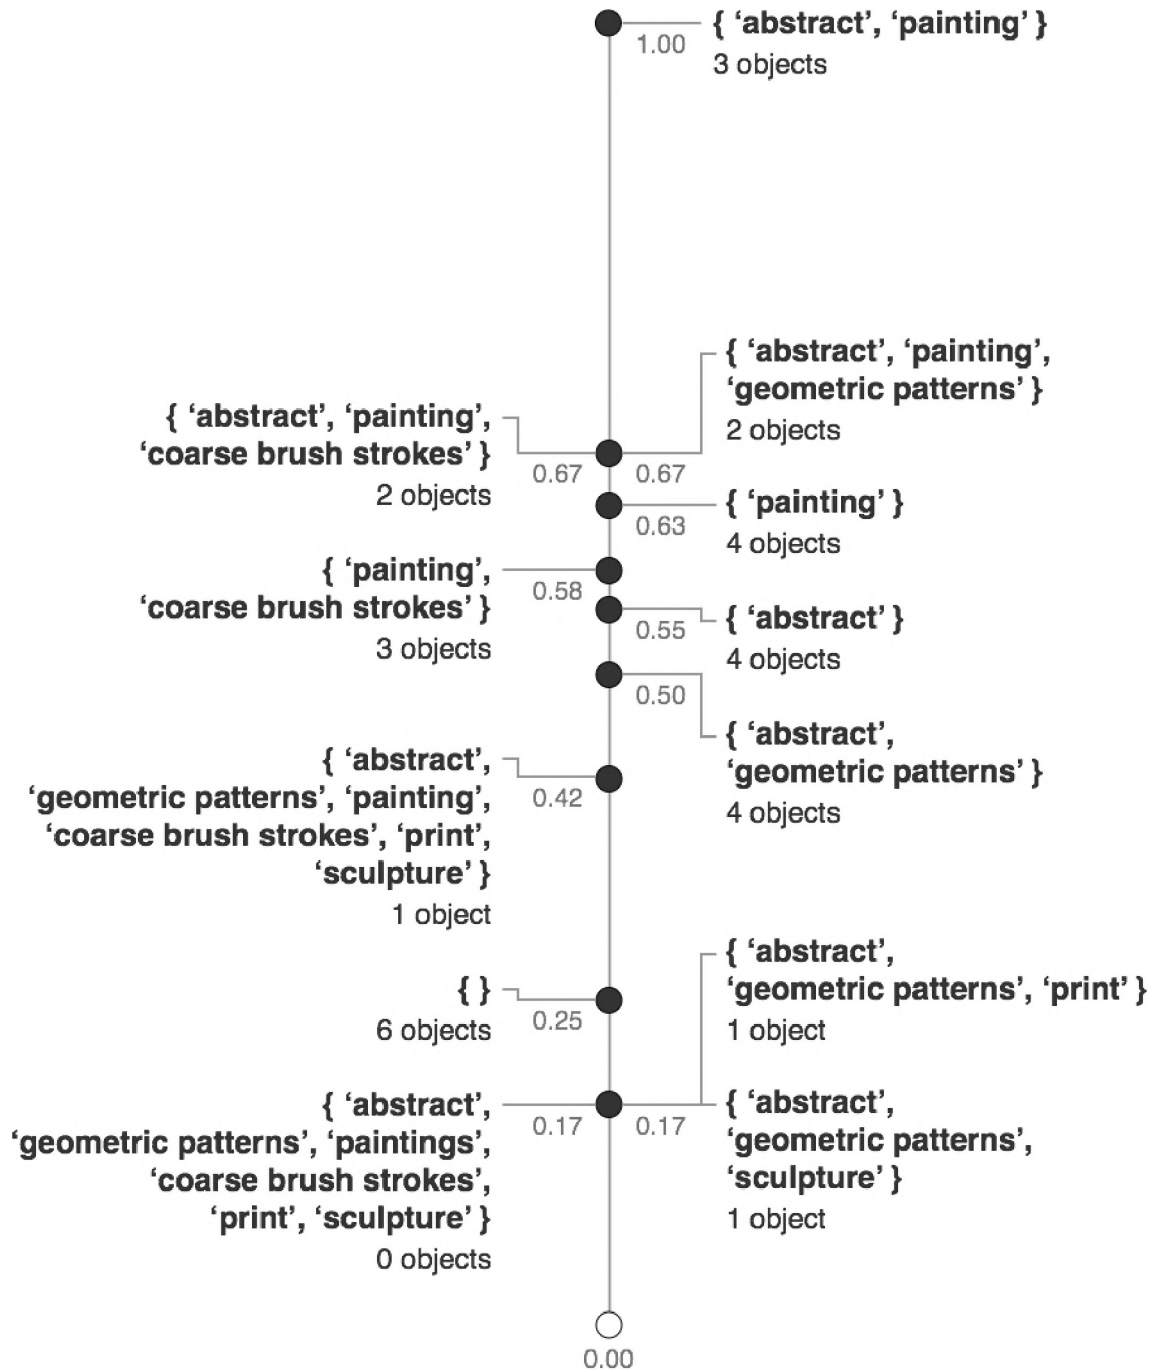 { ‘abstract’, ‘painting’ }
1.00
3 objects
{ ‘abstract’, ‘painting’,
‘geometric patterns’ }
2 objects
{ ‘abstract’, ‘painting’,
‘coarse brush strokes’ }
2 objects
0.67
0.67
{ ‘painting’ }
0.63
4 objects
{ ‘painting’,
‘coarse brush strokes’ }
3 objects
0.58
{ ‘abstract’ }
0.55
4 objects
0.50
{ ‘abstract’,
‘geometric patterns’ }
4 objects
{ ‘abstract’,
‘geometric patterns’, ‘painting’,
‘coarse brush strokes’, ‘print’,
‘sculpture’ }
1 object
0.42
{ ‘abstract’,
‘geometric patterns’, ‘print’ }
1 object
{ }
6 objects
0.25
{ ‘abstract’,
‘geometric patterns’, ‘paintings’,
‘coarse brush strokes’,
‘print’, ‘sculpture’ }
0 objects
0.17
0.17
{ ‘abstract’,
‘geometric patterns’,
‘sculpture’ }
1 object
0.00